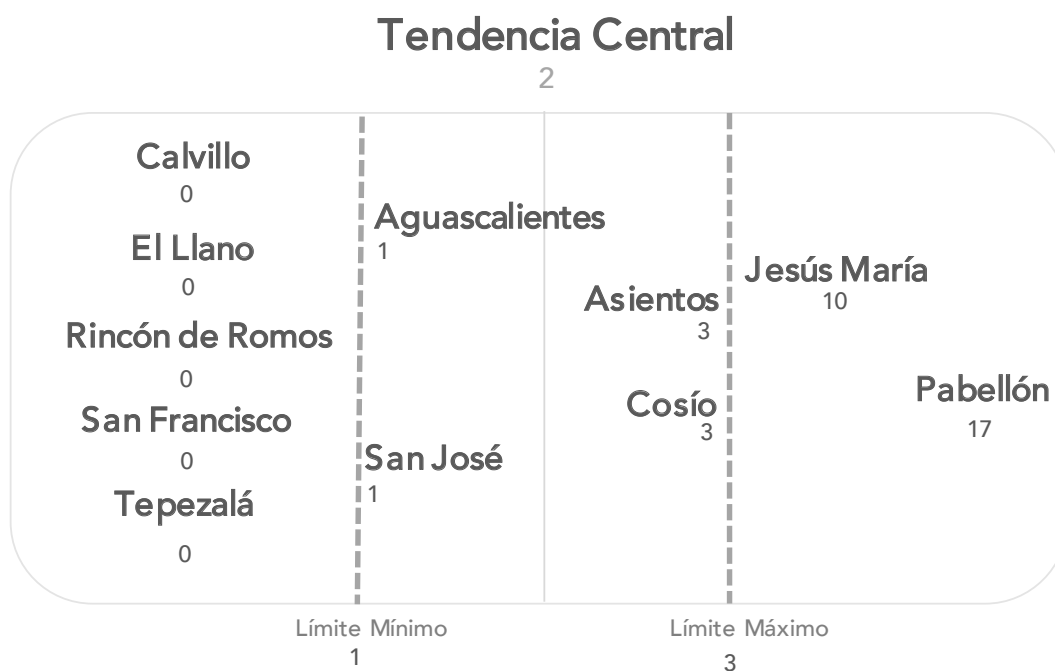 Tendencia Central
2
Calvillo
0
El Llano
0
Rincón de Romos
0
San Francisco
0
Tepezalá
0
Aguascalientes
1
San José
1
Asientos
3
Cosío
3
Jesús María
10
Pabellón
17
Límite Mínimo
1
Límite Máximo
3